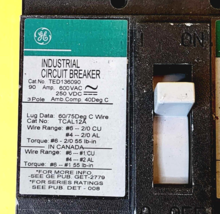 GE
ON
INDUSTRIAL
CIRCUIT BREAKER
Cat.No. TED136090
90 Amp. 600VAC~
250 VDC
3 Pole Amb.Comp. 40Deg C
Lug Data: 60/75Deg C Wire
Cat.No. TCAL12A
Wire Range: #6 - 2/0 CU
#4 - 2/0 AL
Torque: #6 - 2/0 55 lb-in
IN CANADA
Wire Range: #6 - #1 CU
#4 - #2 AL
Torque: #6 - #1 55 lb-in
*FOR MORE INFO.
-SEE GE PUB. GET-2779
*FOR SERIES RATINGS
SEE PUB. DET - 008